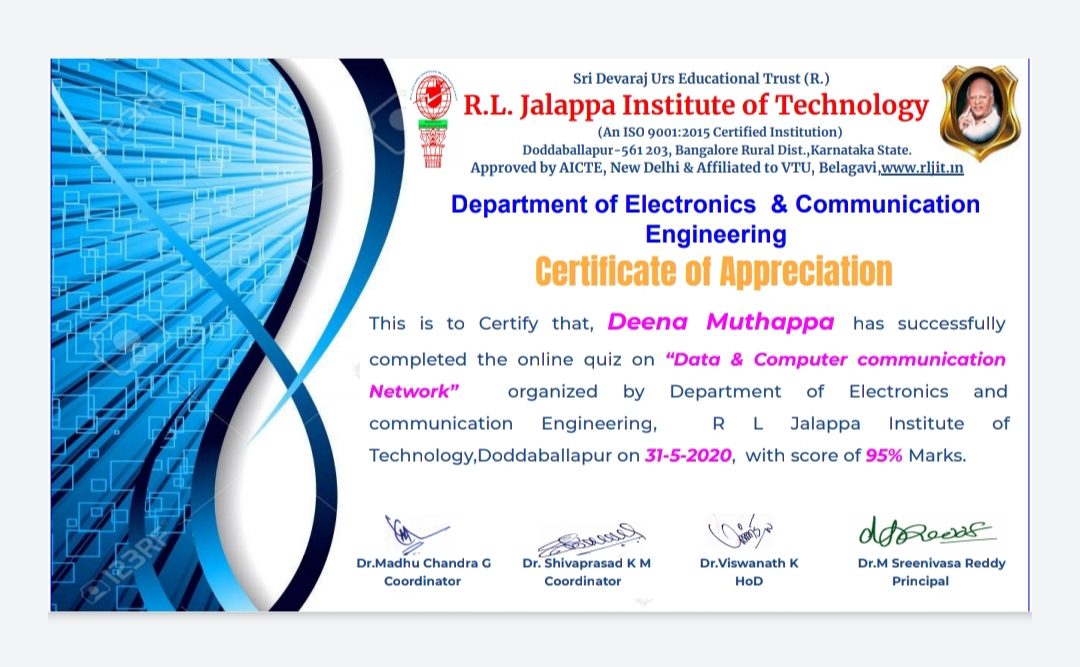 Sri Devaraj Urs Educational Trust (R.)
R.L. Jalappa Institute of Technology
(An ISO 9001:2015 Certified Institution)
Doddaballapur-561 203, Bangalore Rural Dist.,Karnataka State.
Approved by AICTE, New Delhi & Affiliated to VTU, Belagavi,www.rljit.in
Department of Electronics & Communication
Engineering
Certificate of Appreciation
This is to Certify that, Deena Muthappa has successfully
completed the online quiz on “Data & Computer communication
Network” organized by Department of Electronics and
communication Engineering, R L Jalappa Institute of
Technology,Doddaballapur on 31-5-2020, with score of 95% Marks.
Dr.Madhu Chandra G
Coordinator
Dr. Shivaprasad K M
Coordinator
Dr.Viswanath K
HoD
Dr.M Sreenivasa Reddy
Principal
123RF
123RF